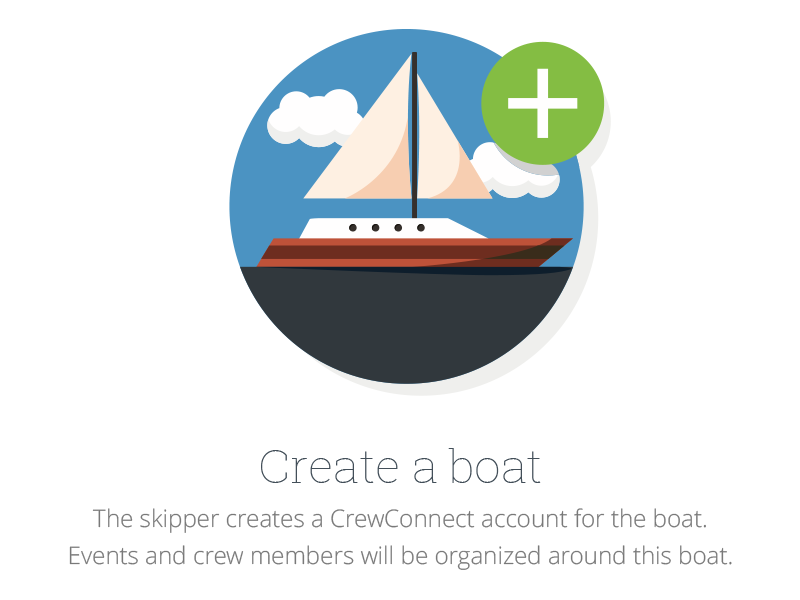 Create a boat
The skipper creates a CrewConnect account for the boat.
Events and crew members will be organized around this boat.